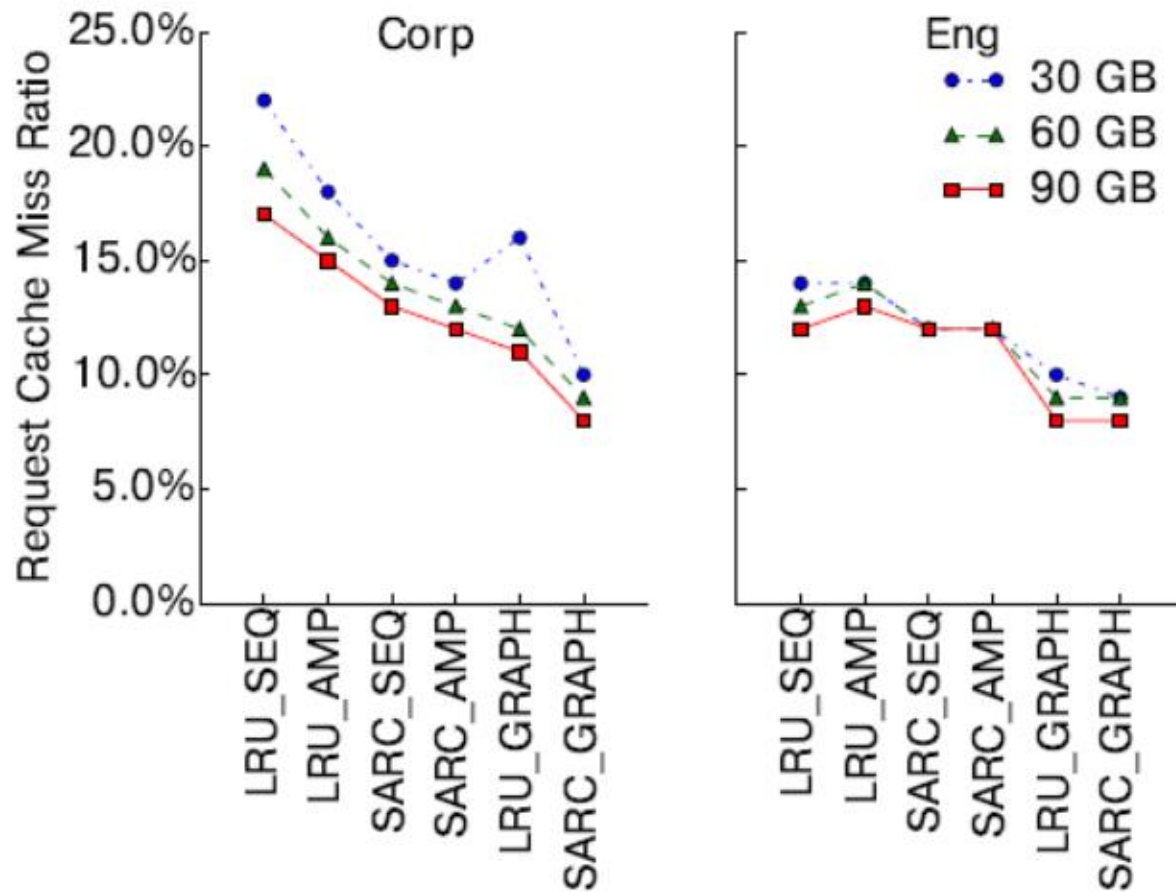 Request Cache Miss Ratio
25.0%
20.0%
15.0%
10.0%
5.0%
0.0%
Corp
LRU_SEQ
LRU_AMP
SARC_SEQ
SARC_AMP
LRU_GRAPH
SARC_GRAPH
Eng
30 GB
60 GB
90 GB
LRU_SEQ
LRU_AMP
SARC_SEQ
SARC_AMP
LRU_GRAPH
SARC_GRAPH